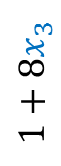 1 + 8x₃